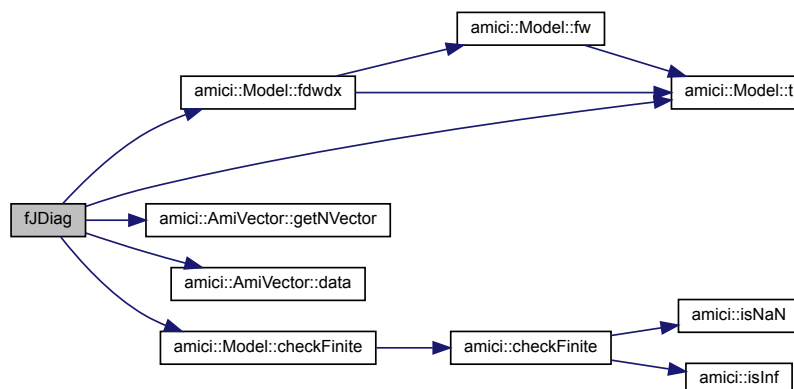 amici::Model::fw
amici::Model::fdwdx
amici::Model::t
fJDiag
amici::AmiVector::getNVector
amici::AmiVector::data
amici::isNaN
amici::Model::checkFinite
amici::checkFinite
amici::isInf